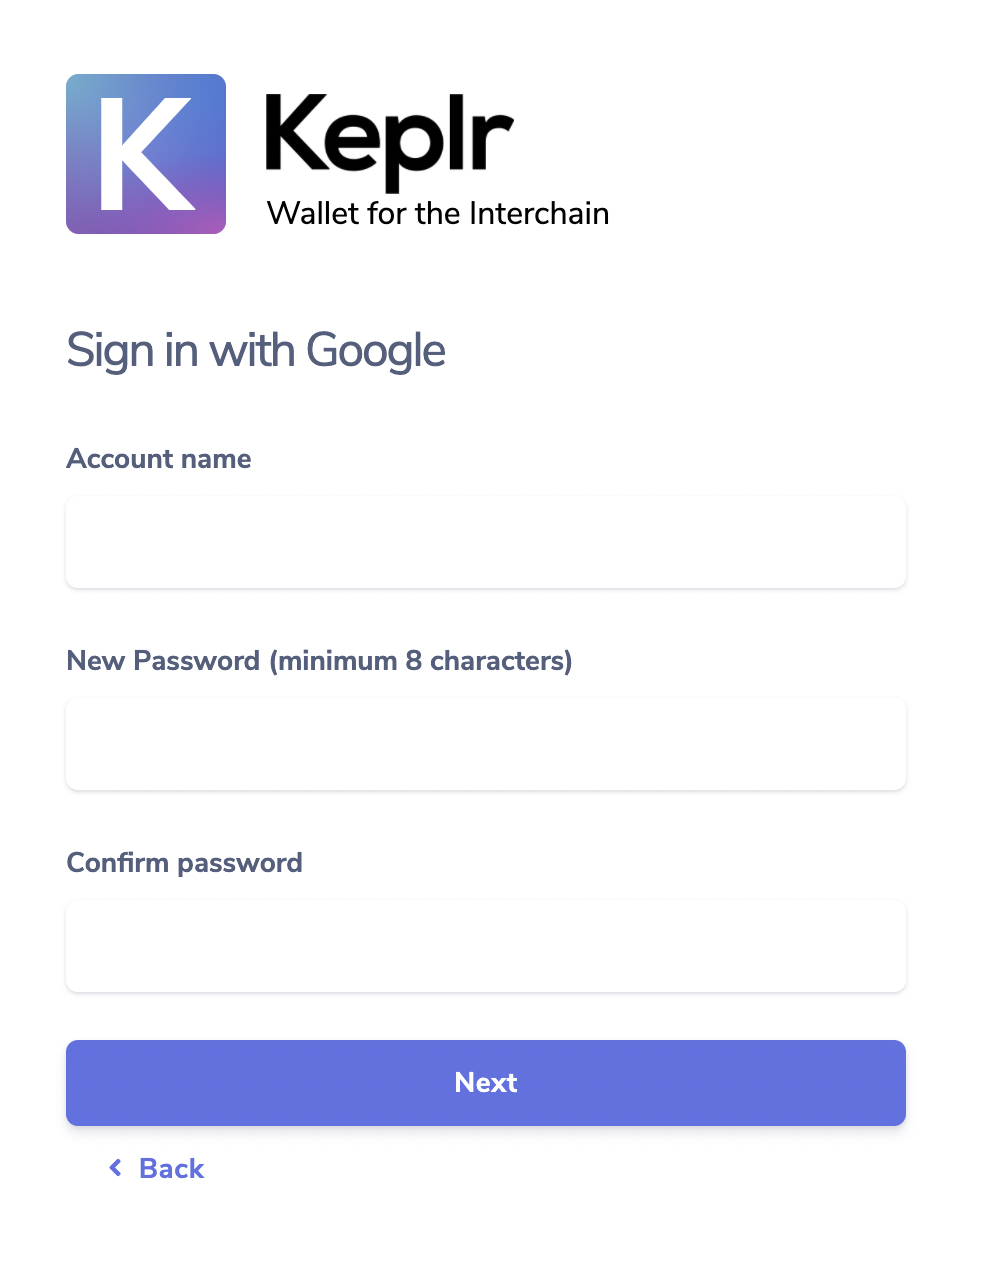 K
Keplr
Wallet for the Interchain
Sign in with Google
Account name
New Password (minimum 8 characters)
Confirm password
Next
Back